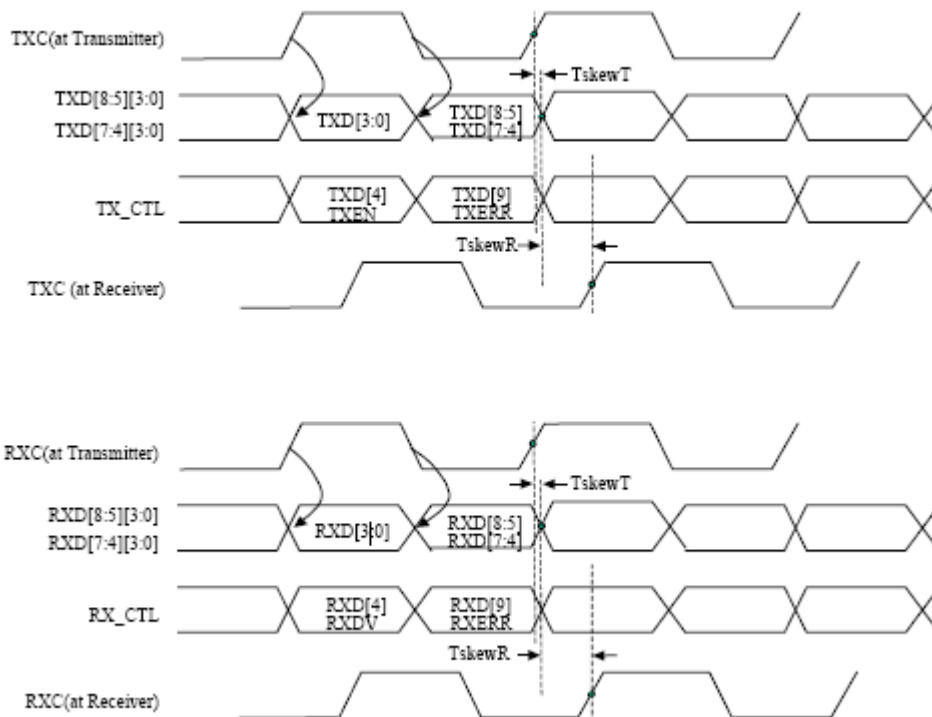 TXC(at Transmitter)
TskewT
TXD[8:5][3:0]
TXD[7:4][3:0]
TXD[3:0]
TXD[8:5]
TXD[7:4]
TX_CTL
TXD[4]
TXEN
TXD[9]
TXERR
TskewR
TXC (at Receiver)
RXC(at Transmitter)
TskewT
RXD[8:5][3:0]
RXD[7:4][3:0]
RXD[3:0]
RXD[8:5]
RXD[7:4]
RX_CTL
RXD[4]
RXDV
RXD[9]
RXERR
TskewR
RXC(at Receiver)